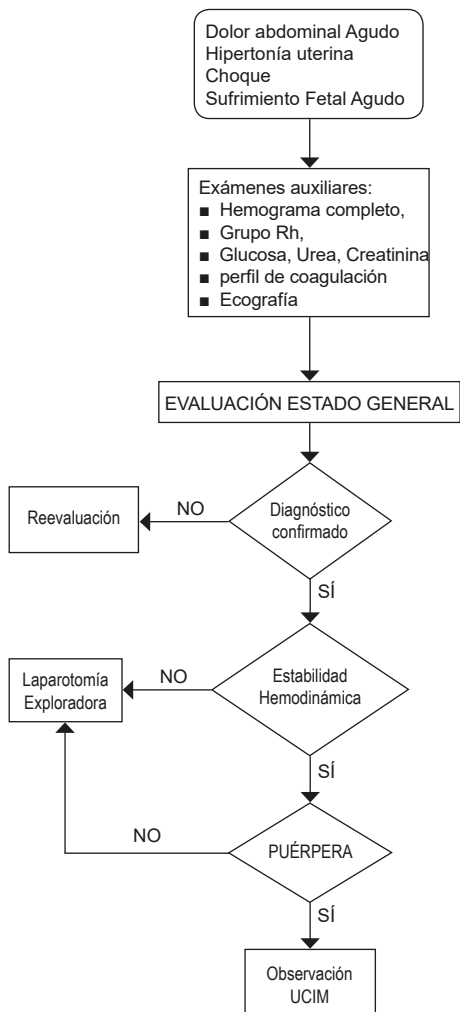 Dolor abdominal Agudo
Hipertonía uterina
Choque
Sufrimiento Fetal Agudo
Exámenes auxiliares:
■ Hemograma completo,
■ Grupo Rh,
■ Glucosa, Urea, Creatinina
■ perfil de coagulación
■ Ecografía
EVALUACIÓN ESTADO GENERAL
Diagnóstico
confirmado
NO
Reevaluación
SÍ
Estabilidad
Hemodinámica
NO
Laparotomía
Exploradora
SÍ
PUÉRPERA
NO
SÍ
Observación
UCIM